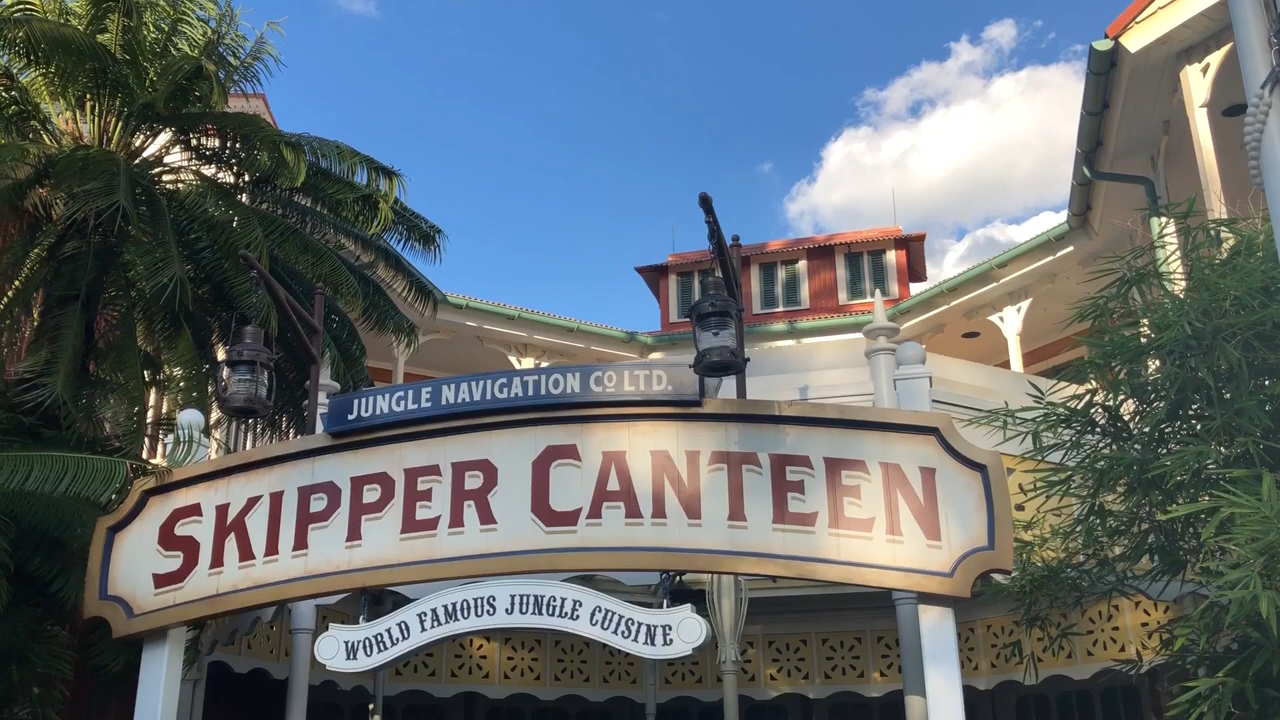 JUNGLE NAVIGATION CO LTD.
SKIPPER CANTEEN
WORLD FAMOUS JUNGLE CUISINE